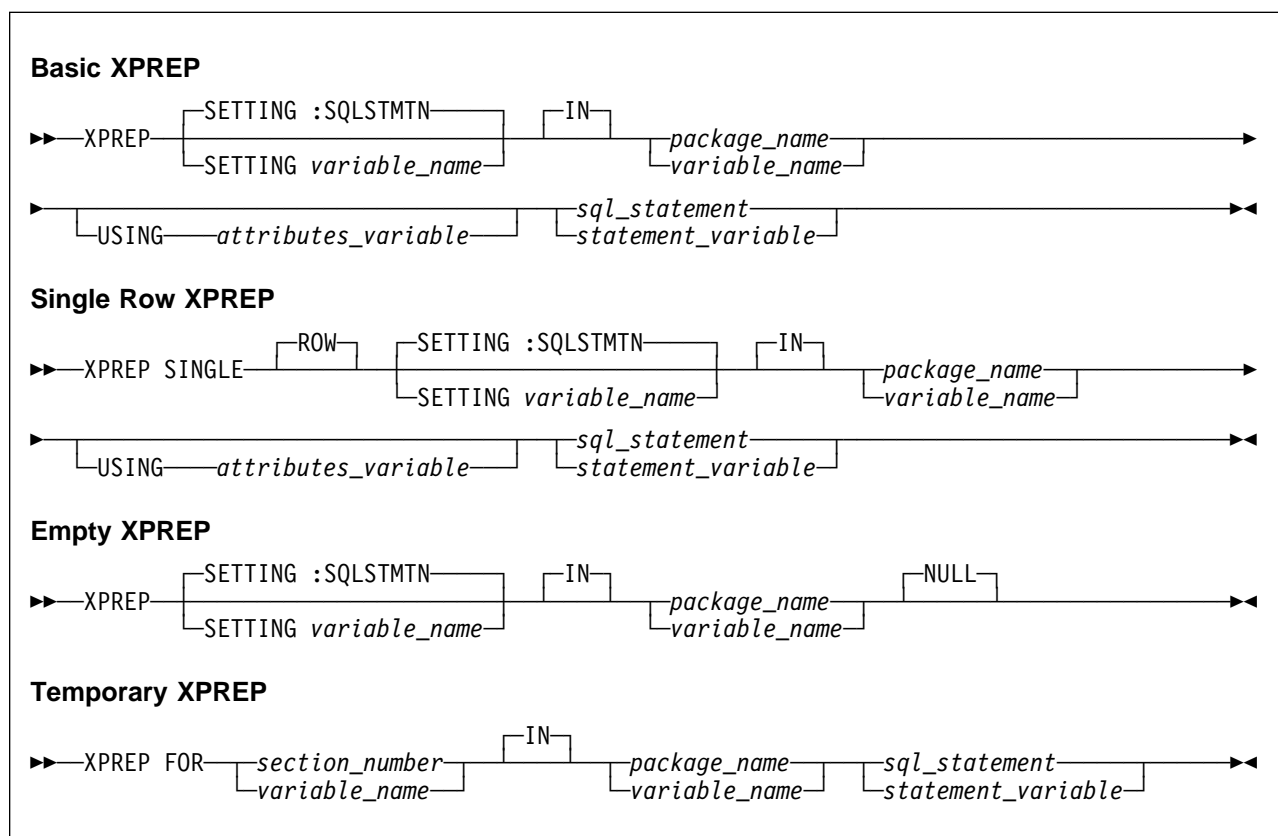 Basic XPREP
SETTING :SQLSTMTN IN
XPREP package_name
SETTING variable_name variable_name
sql_statement
USING attributes_variable statement_variable
Single Row XPREP
ROW SETTING :SQLSTMTN IN
XPREP SINGLE package_name
SETTING variable_name variable_name
sql_statement
USING attributes_variable statement_variable
Empty XPREP
SETTING :SQLSTMTN IN NULL
XPREP package_name
SETTING variable_name variable_name
Temporary XPREP
IN
XPREP FOR section_number package_name sql_statement
variable_name variable_name statement_variable